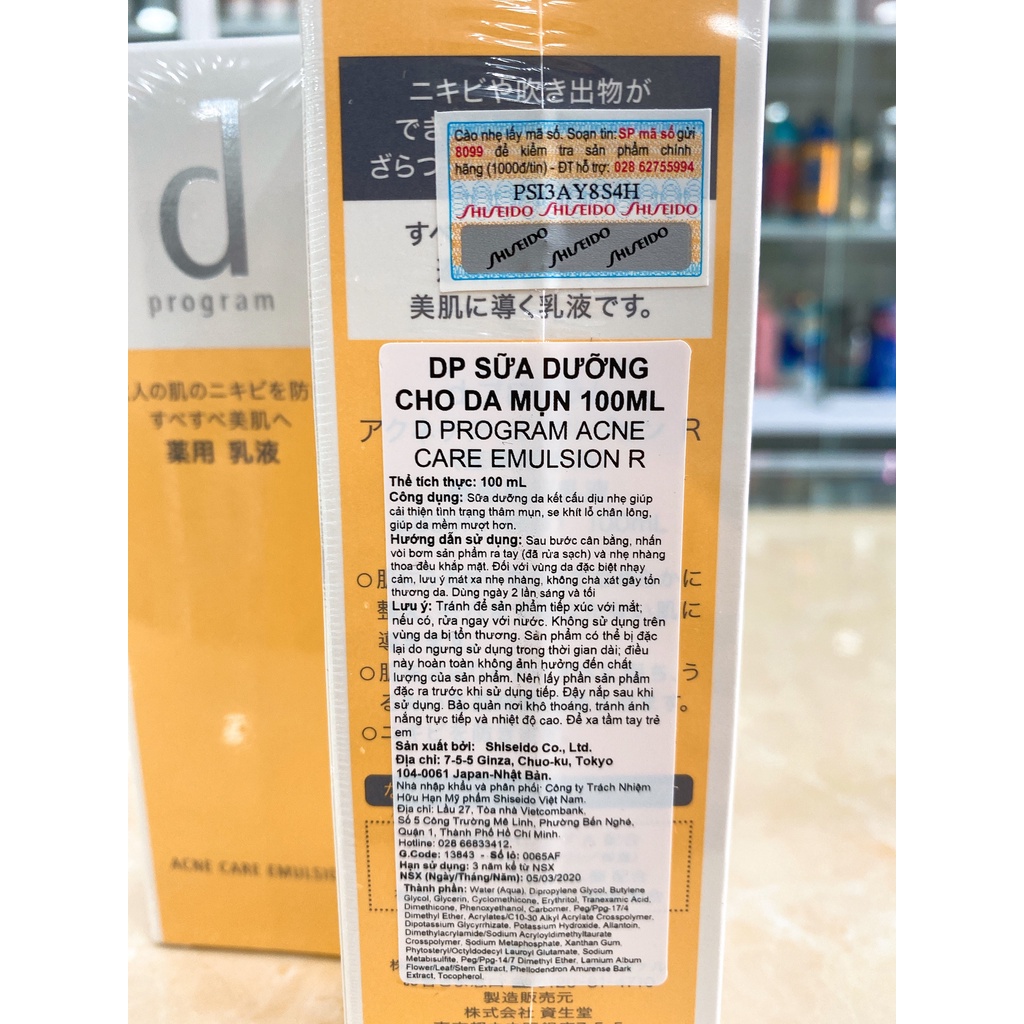 d
program
人の肌のニキビを防
すべすべ美肌へ
薬用 乳液
ACNE CARE EMULSI
ニキビや吹き出物が
でき
ざらつ
Cào nhẹ lấy mã số. Soạn tin: SP mã số gửi
8099 để kiểm tra sản phẩm chính
hãng (1000đ/tin) - ĐT hỗ trợ: 028 62755994
PSI3AY8S4H
SHISEIDO SHISEIDO SHISEIDO
SHISEIDO SHISEIDO SHISEIDO
すべ
美肌に導く乳液です。
DP SỮA DƯỠNG
CHO DA MỤN 100ML
D PROGRAM ACNE
CARE EMULSION R
Thể tích thực: 100 mL
Công dụng: Sữa dưỡng da kết cấu dịu nhẹ giúp
cải thiện tình trạng thâm mụn, se khít lỗ chân lông,
giúp da mềm mượt hơn.
Hướng dẫn sử dụng: Sau bước cân bằng, nhấn
vòi bơm sản phẩm ra tay (đã rửa sạch) và nhẹ nhàng
thoa đều khắp mặt. Đối với vùng da đặc biệt nhạy
cảm, lưu ý mát xa nhẹ nhàng, không chà xát gây tổn
thương da. Dùng ngày 2 lần sáng và tối
Lưu ý: Tránh để sản phẩm tiếp xúc với mắt;
nếu có, rửa ngay với nước. Không sử dụng trên
vùng da bị tổn thương. Sản phẩm có thể bị đặc
lại do ngưng sử dụng trong thời gian dài; điều
này hoàn toàn không ảnh hưởng đến chất
lượng của sản phẩm. Nên lấy phần sản phẩm
đặc ra trước khi sử dụng tiếp. Đậy nắp sau khi
sử dụng. Bảo quản nơi khô thoáng, tránh ánh
nắng trực tiếp và nhiệt độ cao. Để xa tầm tay trẻ
em
Sản xuất bởi: Shiseido Co., Ltd.
Địa chỉ: 7-5-5 Ginza, Chuo-ku, Tokyo
104-0061 Japan-Nhật Bản.
Nhà nhập khẩu và phân phối: Công ty Trách Nhiệm
Hữu Hạn Mỹ phẩm Shiseido Việt Nam.
Địa chỉ: Lầu 27, Tòa nhà Vietcombank.
Số 5 Công Trường Mê Linh, Phường Bến Nghé,
Quận 1, Thành Phố Hồ Chí Minh.
Hotline: 028 66833412.
G.Code: 13843 - Số lô: 0065AF
Hạn sử dụng: 3 năm kể từ NSX
NSX (Ngày/Tháng/Năm): 05/03/2020
Thành phần: Water (Aqua), Dipropylene Glycol, Butylene
Glycol, Glycerin, Cyclomethicone, Erythritol, Tranexamic Acid,
Dimethicone, Phenoxyethanol, Carbomer, Peg/Ppg-17/4
Dimethyl Ether, Acrylates/C10-30 Alkyl Acrylate Crosspolymer,
Dipotassium Glycyrrhizate, Potassium Hydroxide, Allantoin,
Dimethylacrylamide/Sodium Acryloyldimethyltaurate
Crosspolymer, Sodium Metaphosphate, Xanthan Gum,
Phytosteryl/Octyldodecyl Lauroyl Glutamate, Sodium
Metabisulfite, Peg/Ppg-14/7 Dimethyl Ether, Lamium Album
Flower/Leaf/Stem Extract, Phellodendron Amurense Bark
Extract, Tocopherol.
製造販売元
株式会社 資生堂